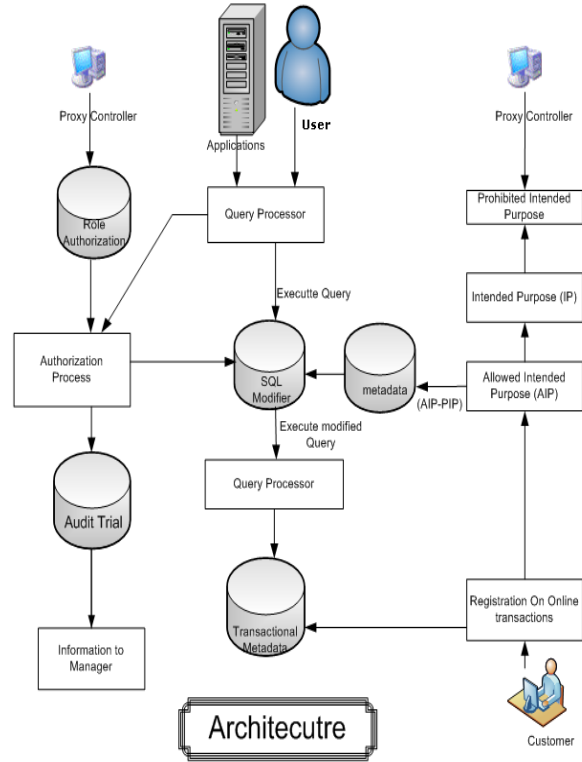 User
Proxy Controller
Applications
Proxy Controller
Role
Authorization
Query Processor
Prohibited Intended
Purpose
Executte Query
Intended Purpose (IP)
Authorization
Process
SQL
Modifier
metadata
(AIP-PIP)
Allowed Intended
Purpose (AIP)
Execute modified
Query
Query Processor
Audit Trial
Transactional
Metadata
Registration On Online
transactions
Information to
Manager
Customer
Architecutre